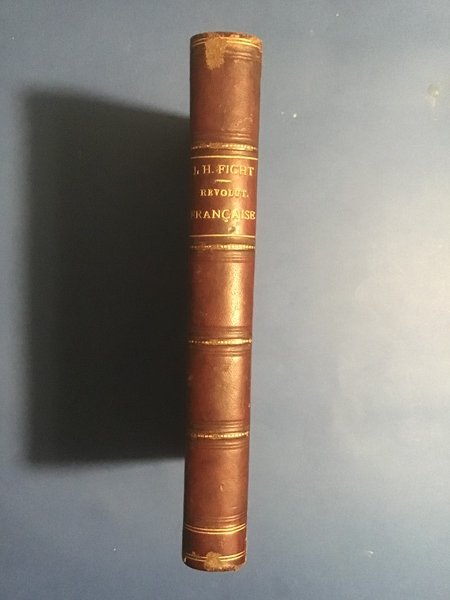 J. H. FICHT
REVOLUT.
FRANÇAISE